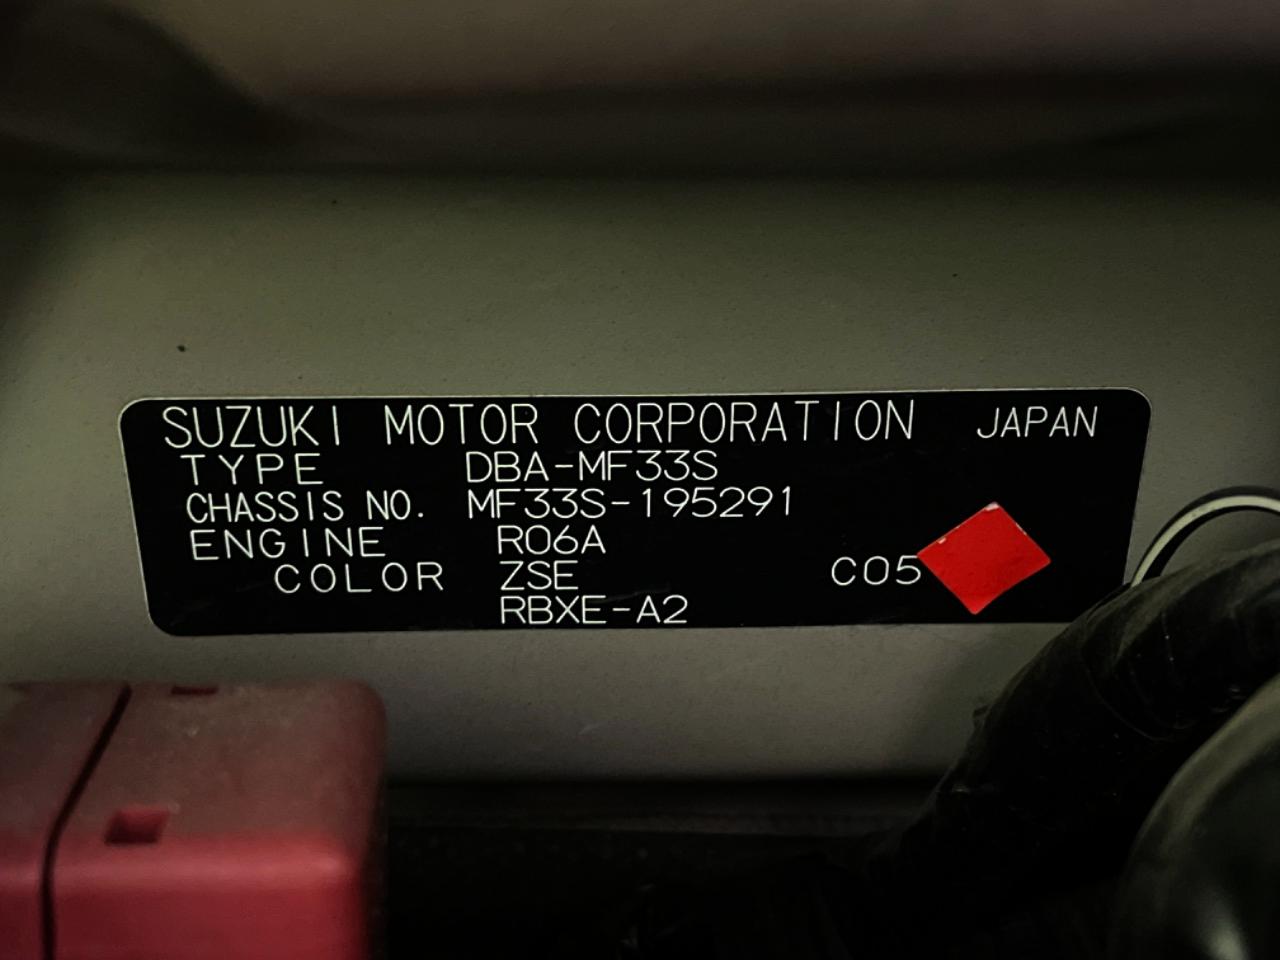 SUZUKI MOTOR CORPORATION JAPAN
TYPE DBA-MF33S
CHASSIS NO. MF33S-195291
ENGINE R06A
COLOR ZSE C05
RBXE-A2